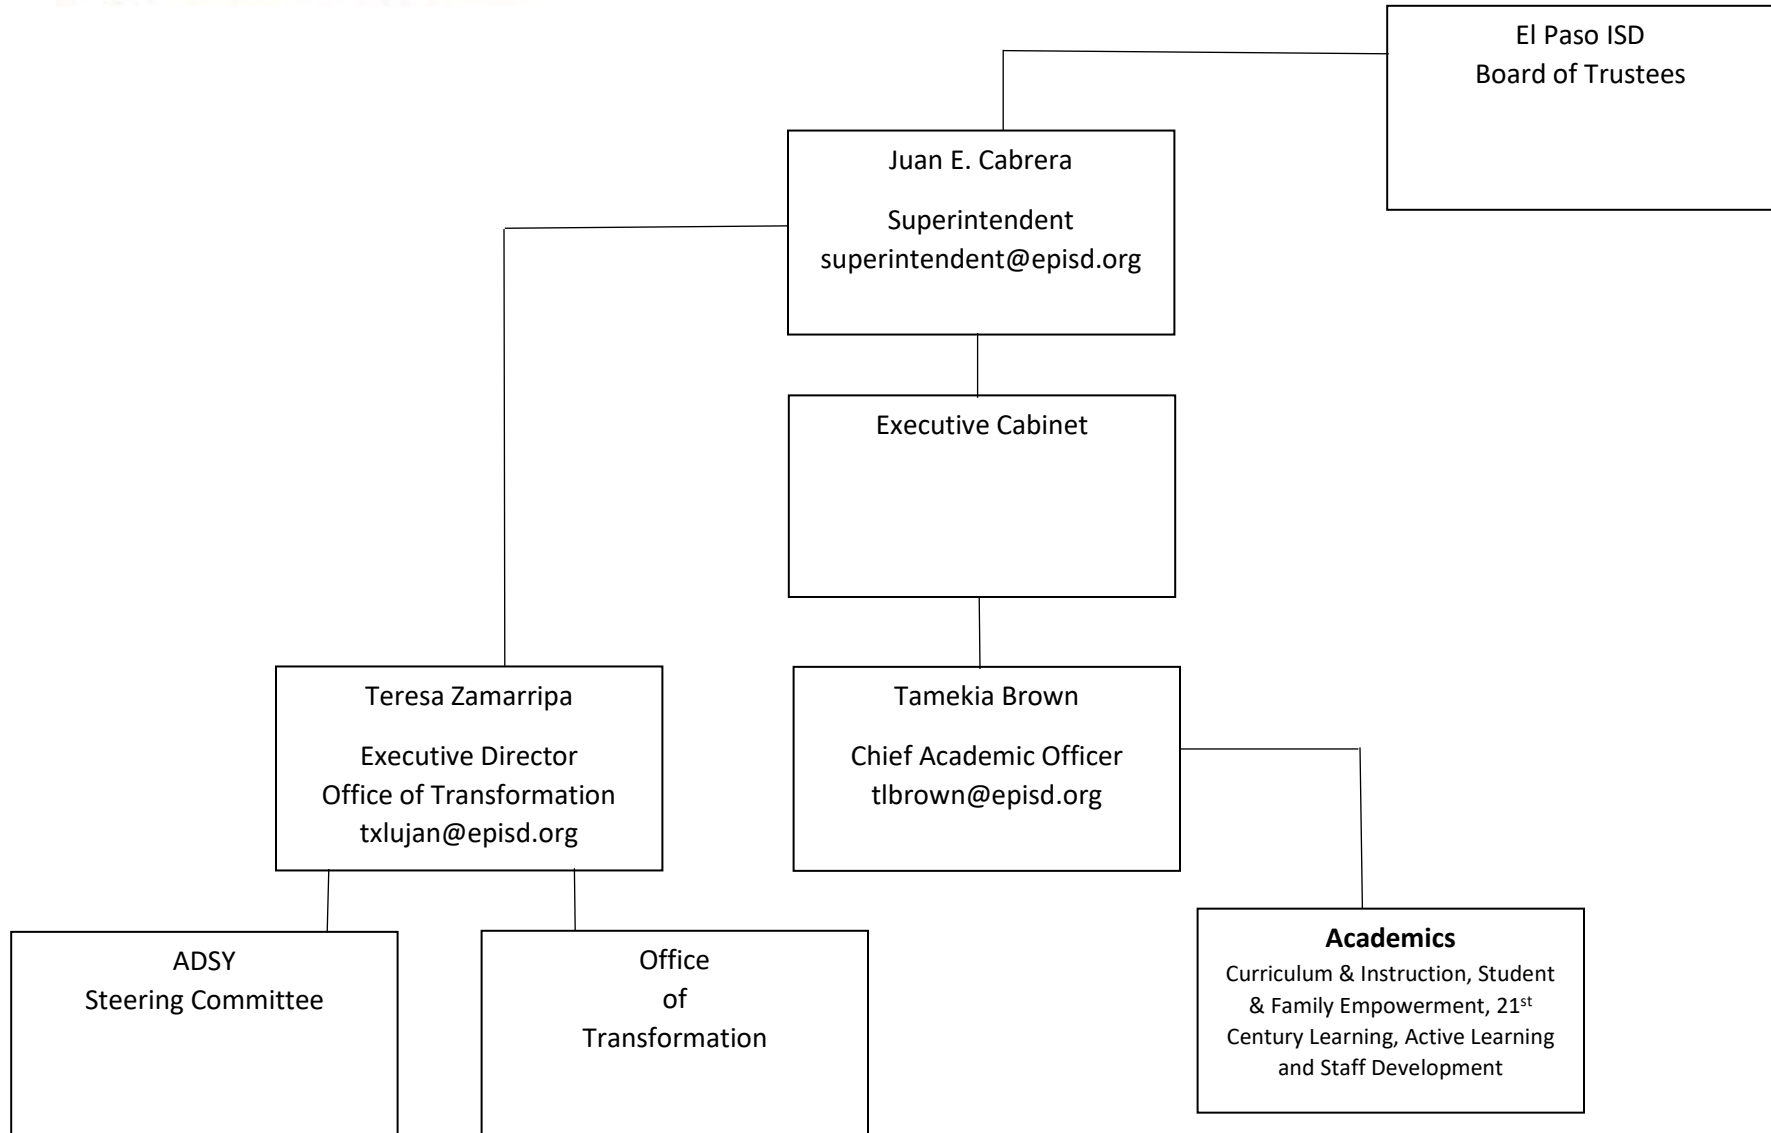 El Paso ISD
Board of Trustees
Juan E. Cabrera
Superintendent
superintendent@episd.org
Executive Cabinet
Teresa Zamarripa
Executive Director
Office of Transformation
txlujan@episd.org
Tamekia Brown
Chief Academic Officer
tlbrown@episd.org
ADSY
Steering Committee
Office
of
Transformation
Academics
Curriculum & Instruction, Student
& Family Empowerment, 21st
Century Learning, Active Learning
and Staff Development